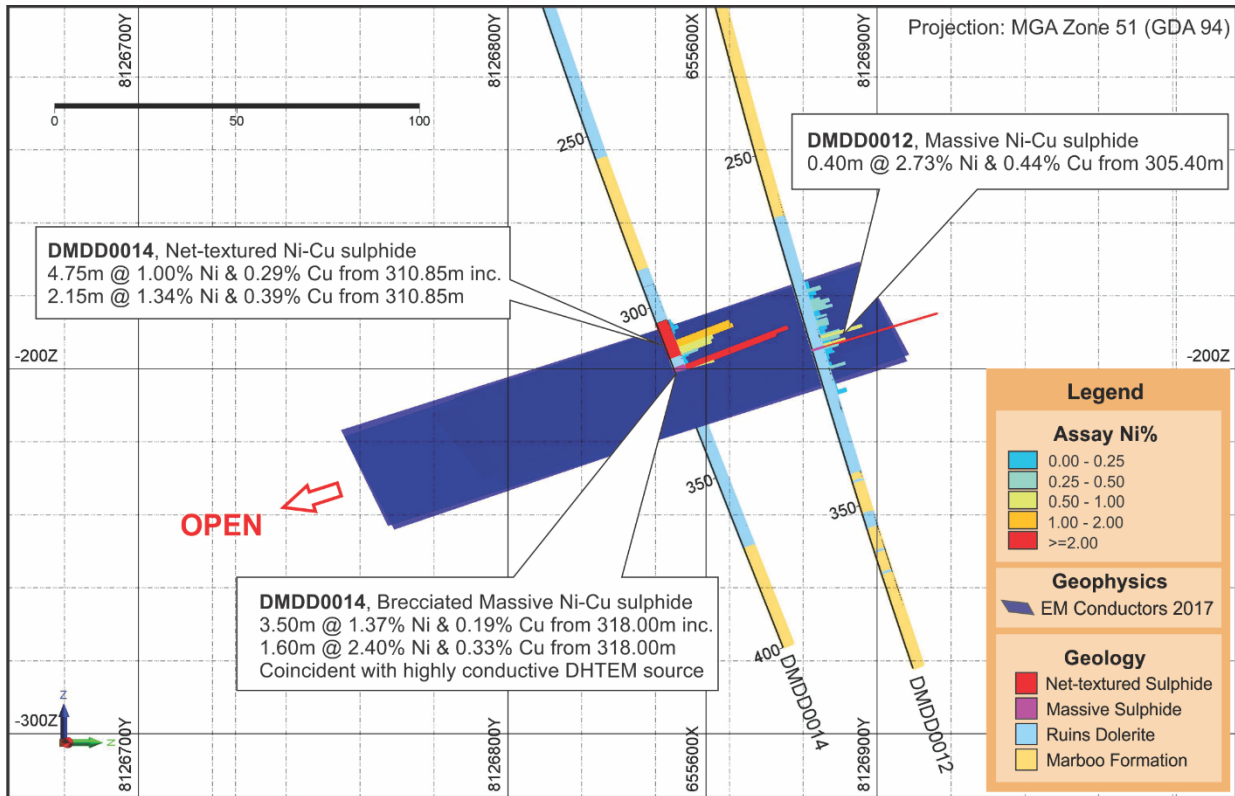 8126700Y
8126800Y
655600X
8126900Y
Projection: MGA Zone 51 (GDA 94)
0
50
100
250
250
DMDD0012, Massive Ni-Cu sulphide
0.40m @ 2.73% Ni & 0.44% Cu from 305.40m
DMDD0014, Net-textured Ni-Cu sulphide
4.75m @ 1.00% Ni & 0.29% Cu from 310.85m inc.
2.15m @ 1.34% Ni & 0.39% Cu from 310.85m
300
-200Z
-200Z
OPEN
350
350
DMDD0014, Brecciated Massive Ni-Cu sulphide
3.50m @ 1.37% Ni & 0.19% Cu from 318.00m inc.
1.60m @ 2.40% Ni & 0.33% Cu from 318.00m
Coincident with highly conductive DHTEM source
400
DMDD0014
DMDD0012
Legend
Assay Ni%
0.00 - 0.25
0.25 - 0.50
0.50 - 1.00
1.00 - 2.00
>=2.00
Geophysics
EM Conductors 2017
Geology
Net-textured Sulphide
Massive Sulphide
Ruins Dolerite
Marboo Formation
Z
N
-300Z
-300Z
8126700Y
8126800Y
655600X
8126900Y